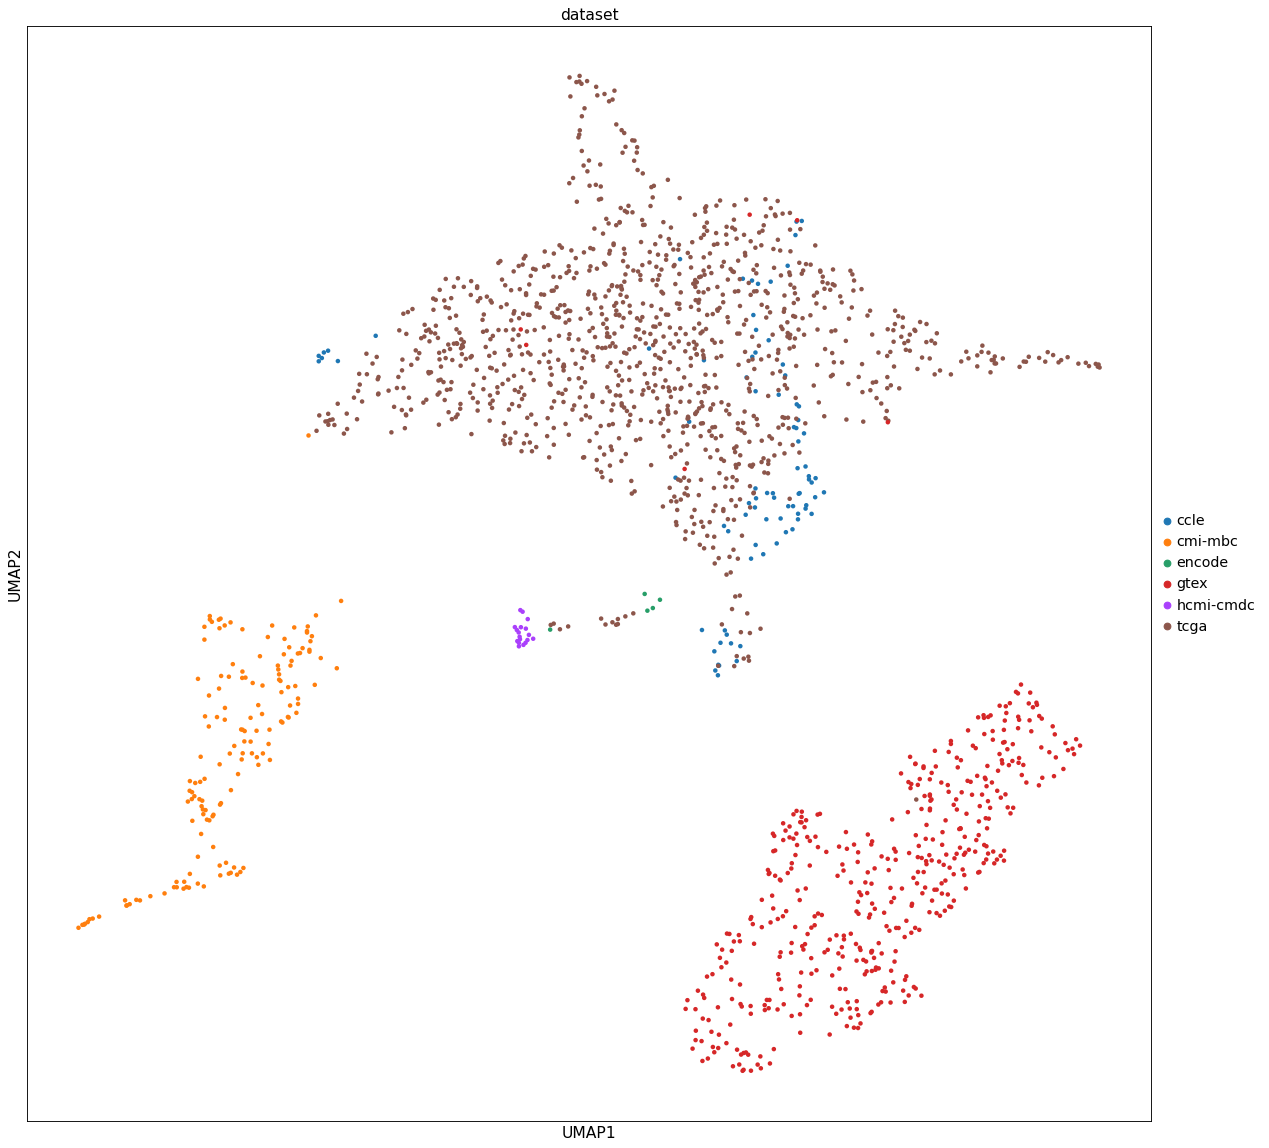 dataset
UMAP2
UMAP1
ccle
cmi-mbc
encode
gtex
hcmi-cmdc
tcga